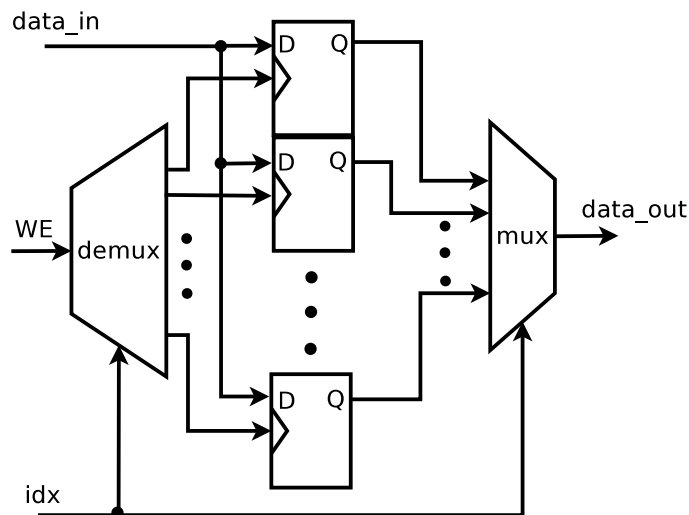 data_in
D Q
D Q
WE
demux
mux
data_out
D Q
idx